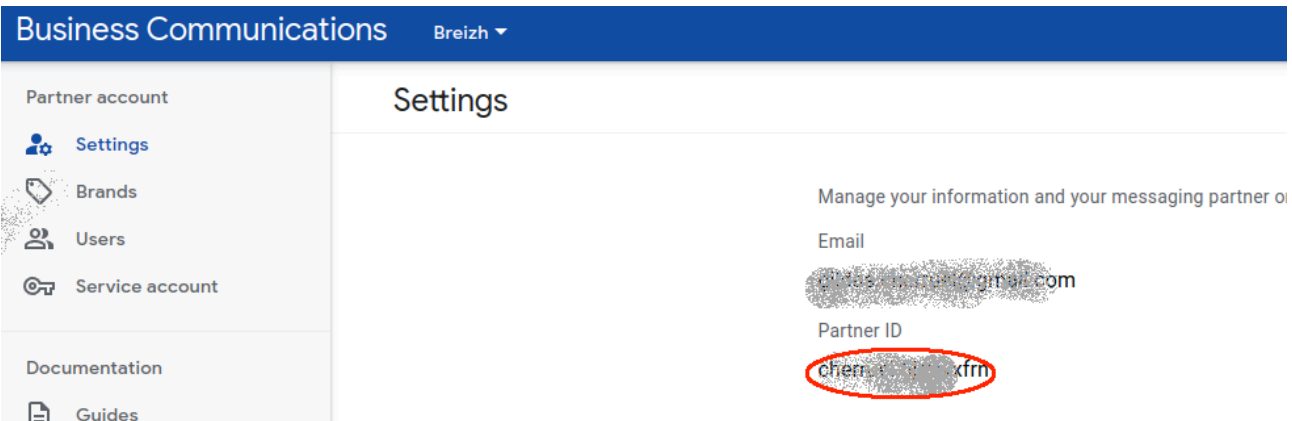 Business Communications Breizh
Partner account
Settings
Settings
Brands
Users
Service account
Documentation
Guides
Manage your information and your messaging partner
Email
Partner ID